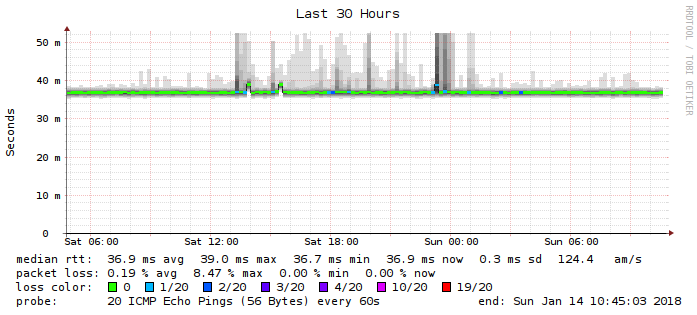 Last 30 Hours
RRDTOOL / TOBI OETIKER
Seconds
50 m
40 m
30 m
20 m
10 m
0
Sat 06:00 Sat 12:00 Sat 18:00 Sun 00:00 Sun 06:00
median rtt: 36.9 ms avg 39.0 ms max 36.7 ms min 36.9 ms now 0.3 ms sd 124.4 am/s
packet loss: 0.19 % avg 8.47 % max 0.00 % min 0.00 % now
loss color: 0 1/20 2/20 3/20 4/20 10/20 19/20
probe: 20 ICMP Echo Pings (56 Bytes) every 60s end: Sun Jan 14 10:45:03 2018